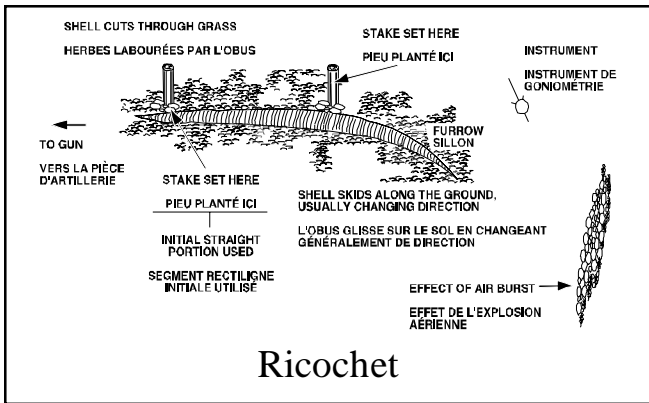 SHELL CUTS THROUGH GRASS
HERBES LABOURÉES PAR L'OBUS
STAKE SET HERE
PIEU PLANTÉ ICI
INSTRUMENT
INSTRUMENT DE
GONIOMÉTRIE
TO GUN
VERS LA PIÈCE
D'ARTILLERIE
FURROW
SILLON
STAKE SET HERE
PIEU PLANTÉ ICI
INITIAL STRAIGHT
PORTION USED
SEGMENT RECTILIGNE
INITIALE UTILISÉ
SHELL SKIDS ALONG THE GROUND,
USUALLY CHANGING DIRECTION
L'OBUS GLISSE SUR LE SOL EN CHANGEANT
GÉNÉRALEMENT DE DIRECTION
EFFECT OF AIR BURST
EFFET DE L'EXPLOSION
AÉRIENNE
Ricochet